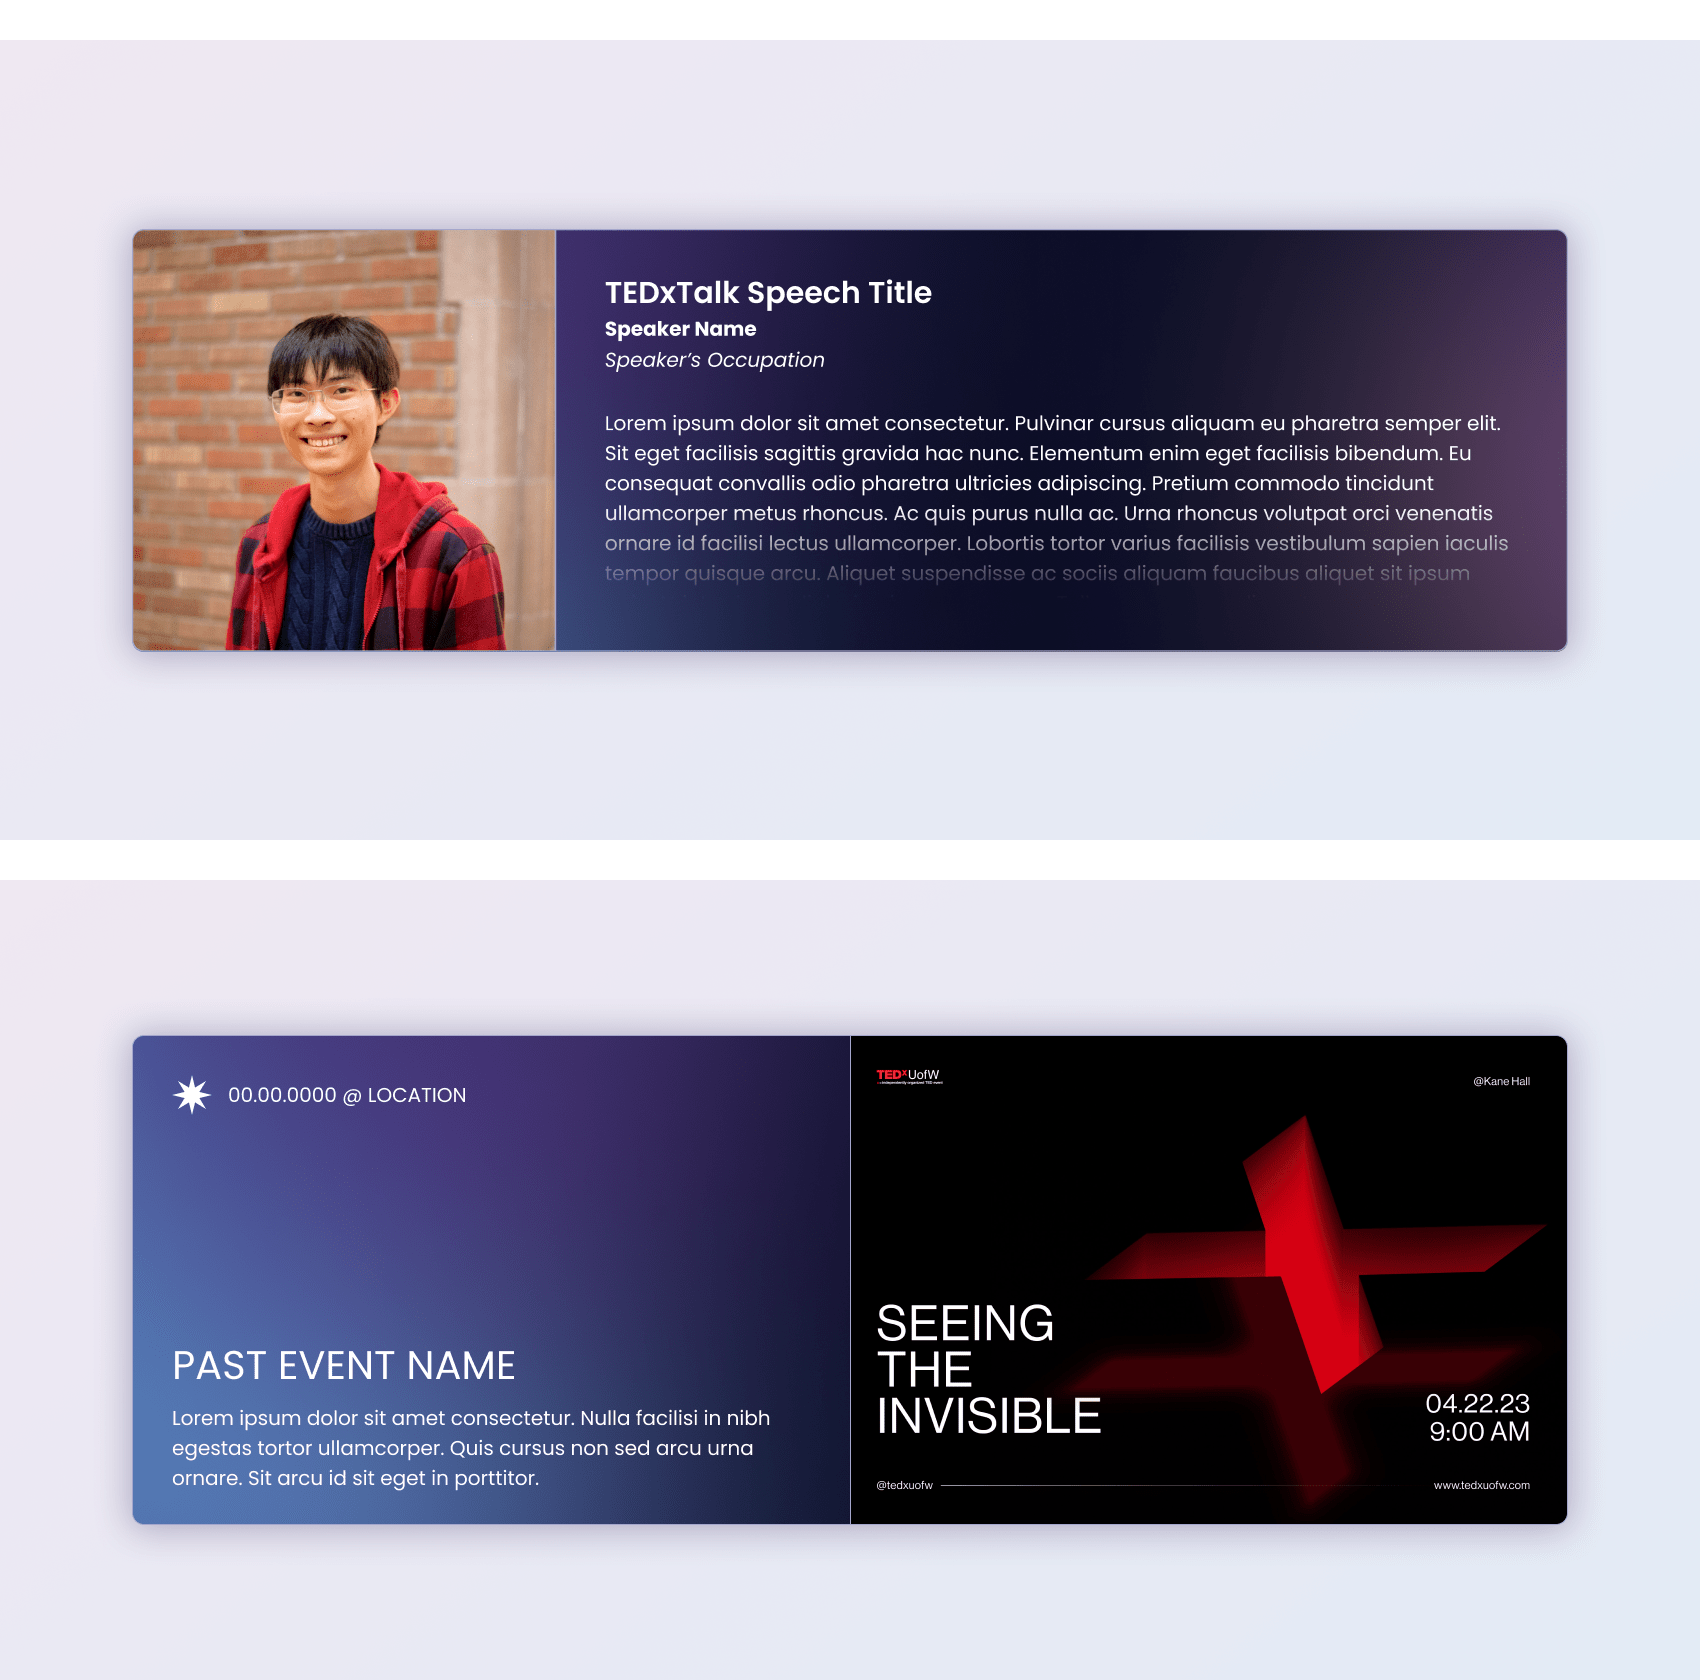 TEDxTalk Speech Title
Speaker Name
Speaker's Occupation
Lorem ipsum dolor sit amet consectetur. Pulvinar cursus aliquam eu pharetra semper elit.
Sit eget facilisis sagittis gravida hac nunc. Elementum enim eget facilisis bibendum. Eu
consequat convallis odio pharetra ultricies adipiscing. Pretium commodo tincidunt
ullamcorper metus rhoncus. Ac quis purus nulla ac. Urna rhoncus volutpat orci venenatis
ornare id facilisi lectus ullamcorper. Lobortis tortor varius facilisis vestibulum sapien iaculis
tempor quisque arcu. Aliquet suspendisse ac sociis aliquam faucibus aliquet sit ipsum
00.00.0000 @ LOCATION
PAST EVENT NAME
Lorem ipsum dolor sit amet consectetur. Nulla facilisi in nibh
egestas tortor ullamcorper. Quis cursus non sed arcu urna
ornare. Sit arcu id sit eget in porttitor.
TEDxUofW
x = independently organized TED event
@Kane Hall
SEEING
THE
INVISIBLE
04.22.23
9:00 AM
@tedxuofw
www.tedxuofw.com